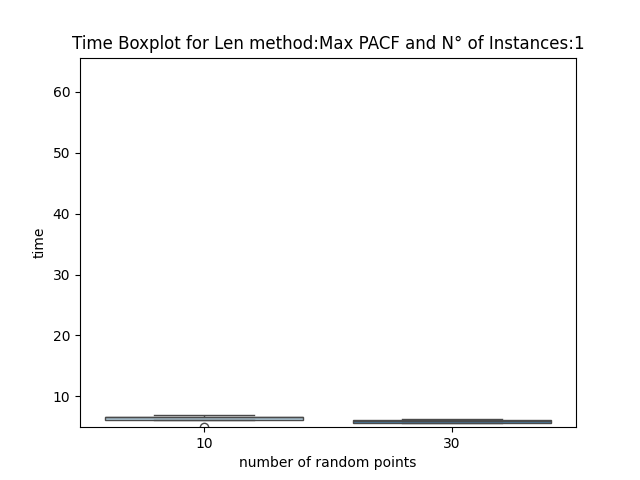 Time Boxplot for Len method:Max PACF and N° of Instances:1
60
50
40
30
20
10
time
10 30
number of random points